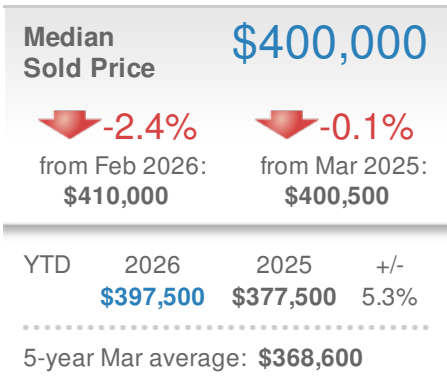 Median
Sold Price
$400,000
-2.4%
-0.1%
from Feb 2026:
from Mar 2025:
$410,000
$400,500
YTD 2026 2025 +/-
$397,500 $377,500 5.3%
5-year Mar average: $368,600